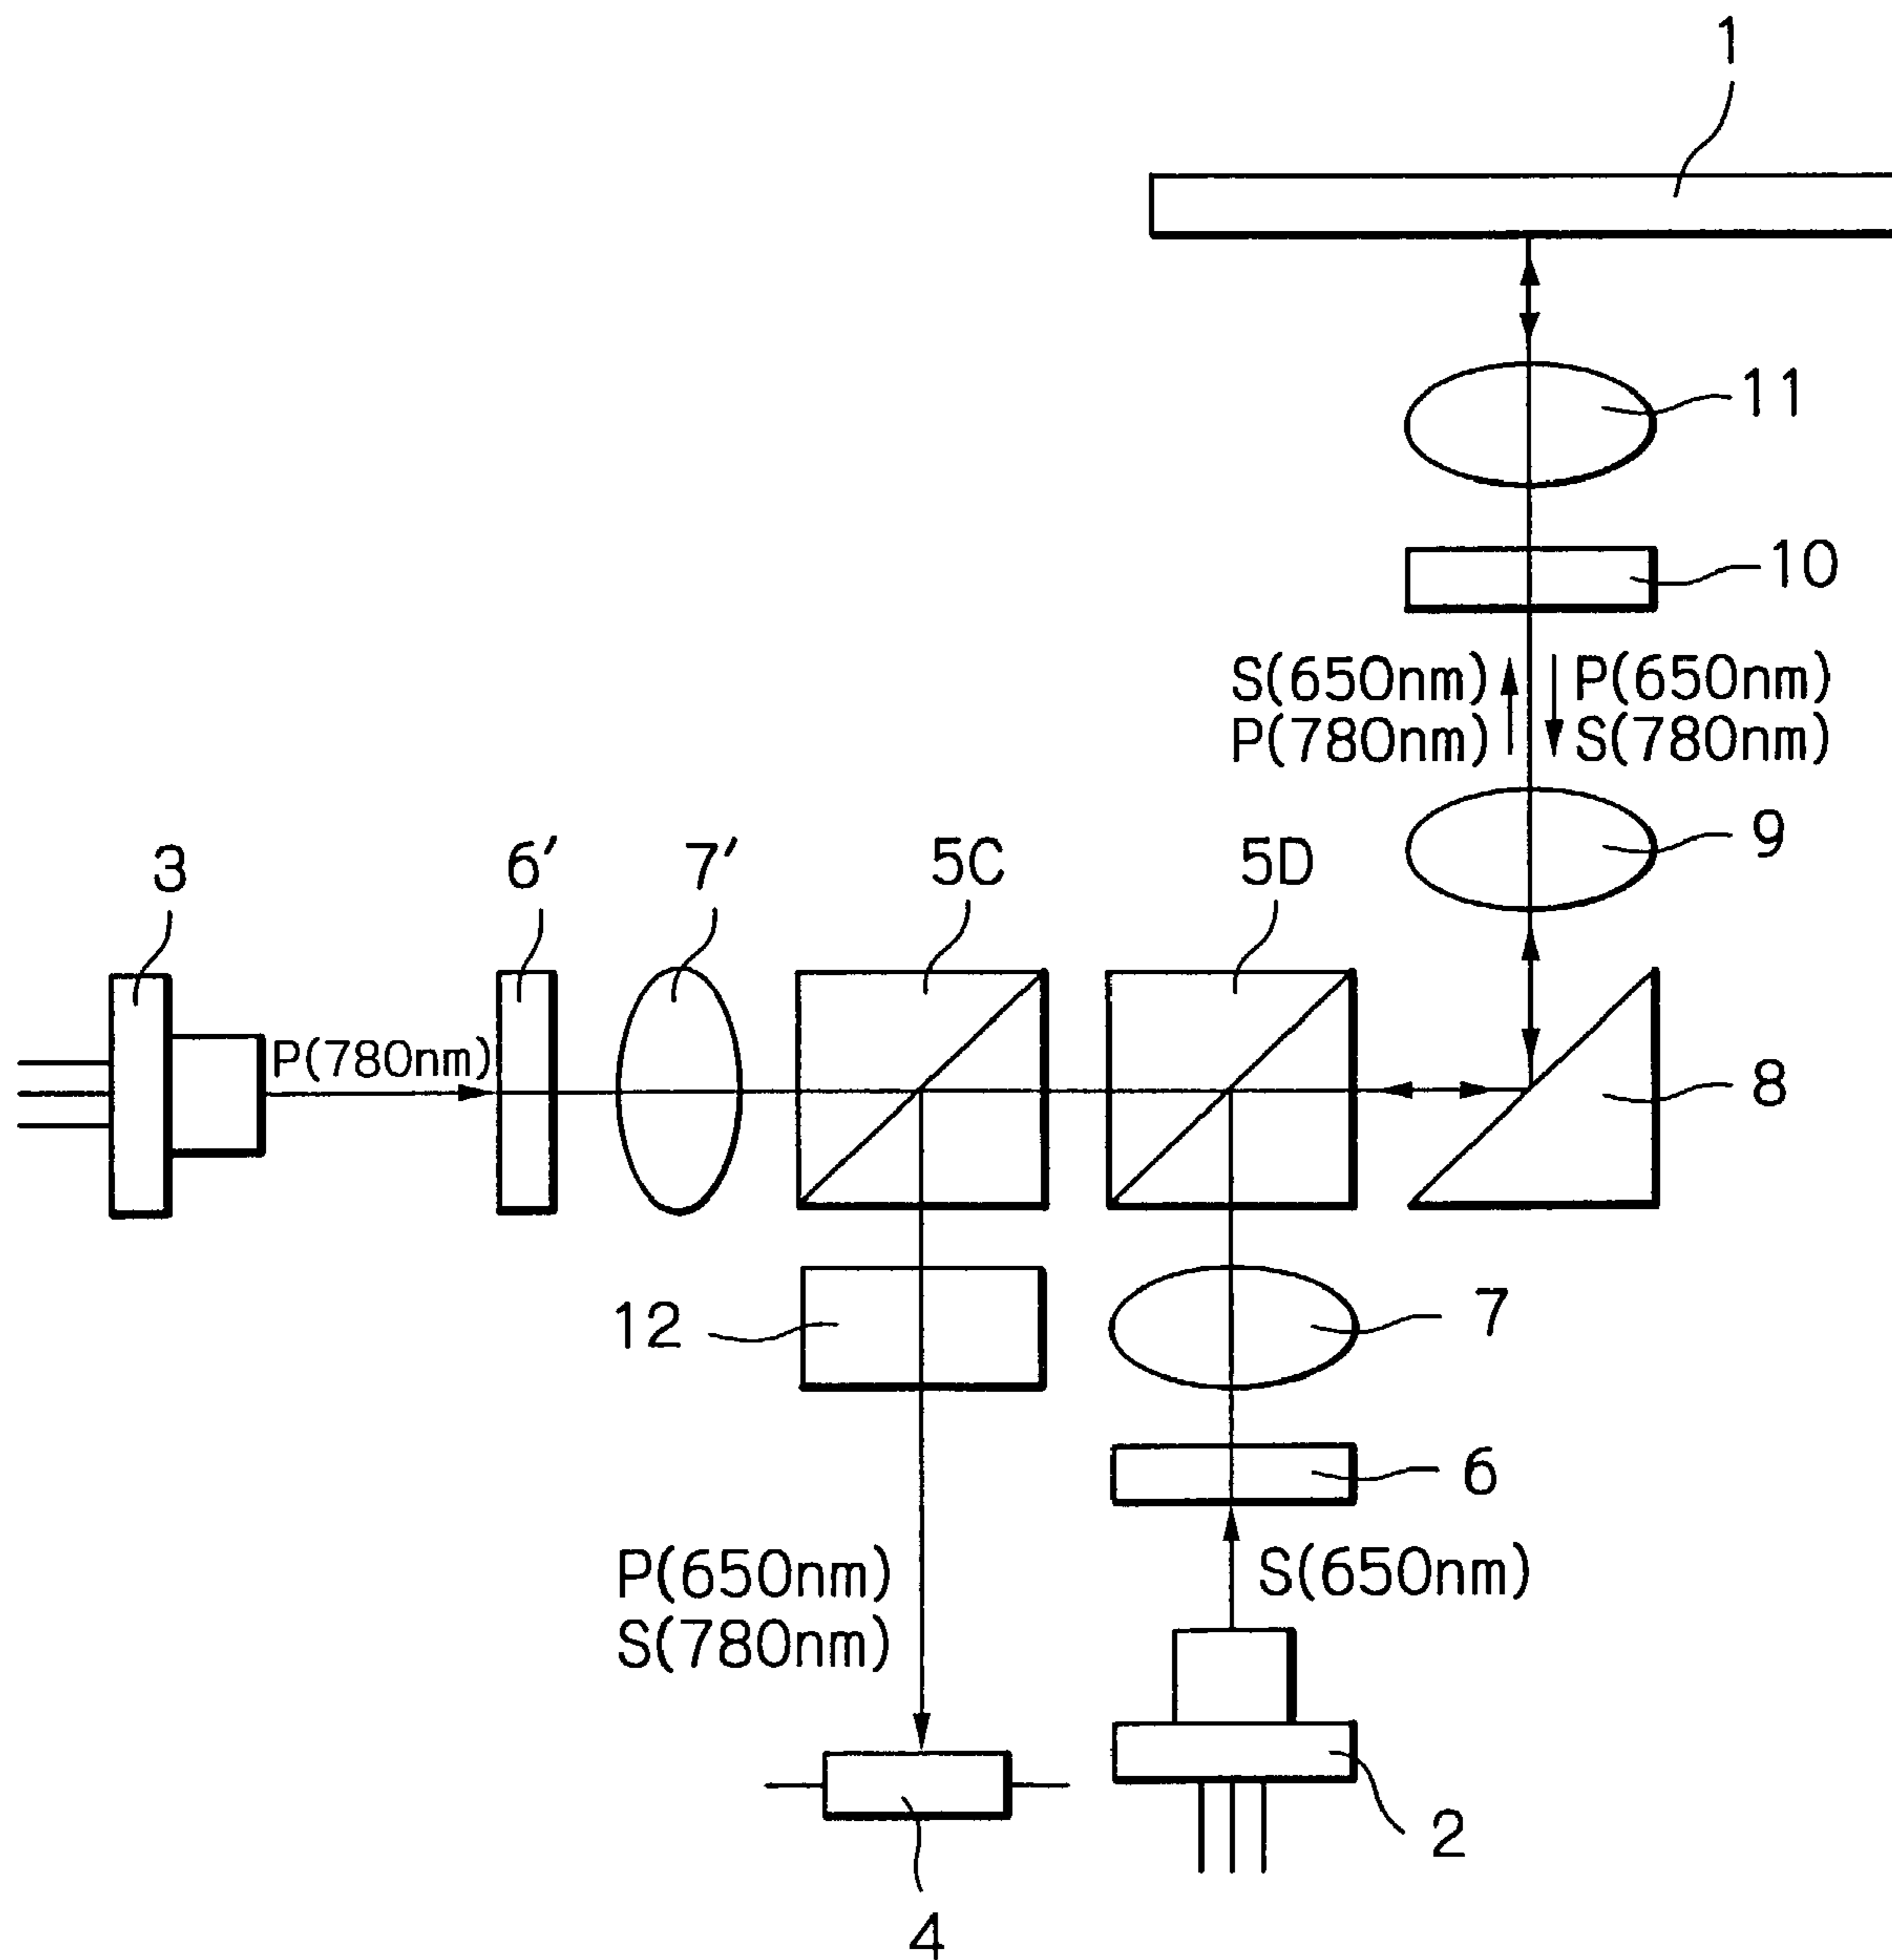 1
11
10
S(650nm) P(650nm)
P(780nm) S(780nm)
9
3
6'
7'
5C
5D
P(780nm)
8
12
7
6
P(650nm)
S(780nm)
S(650nm)
2
4